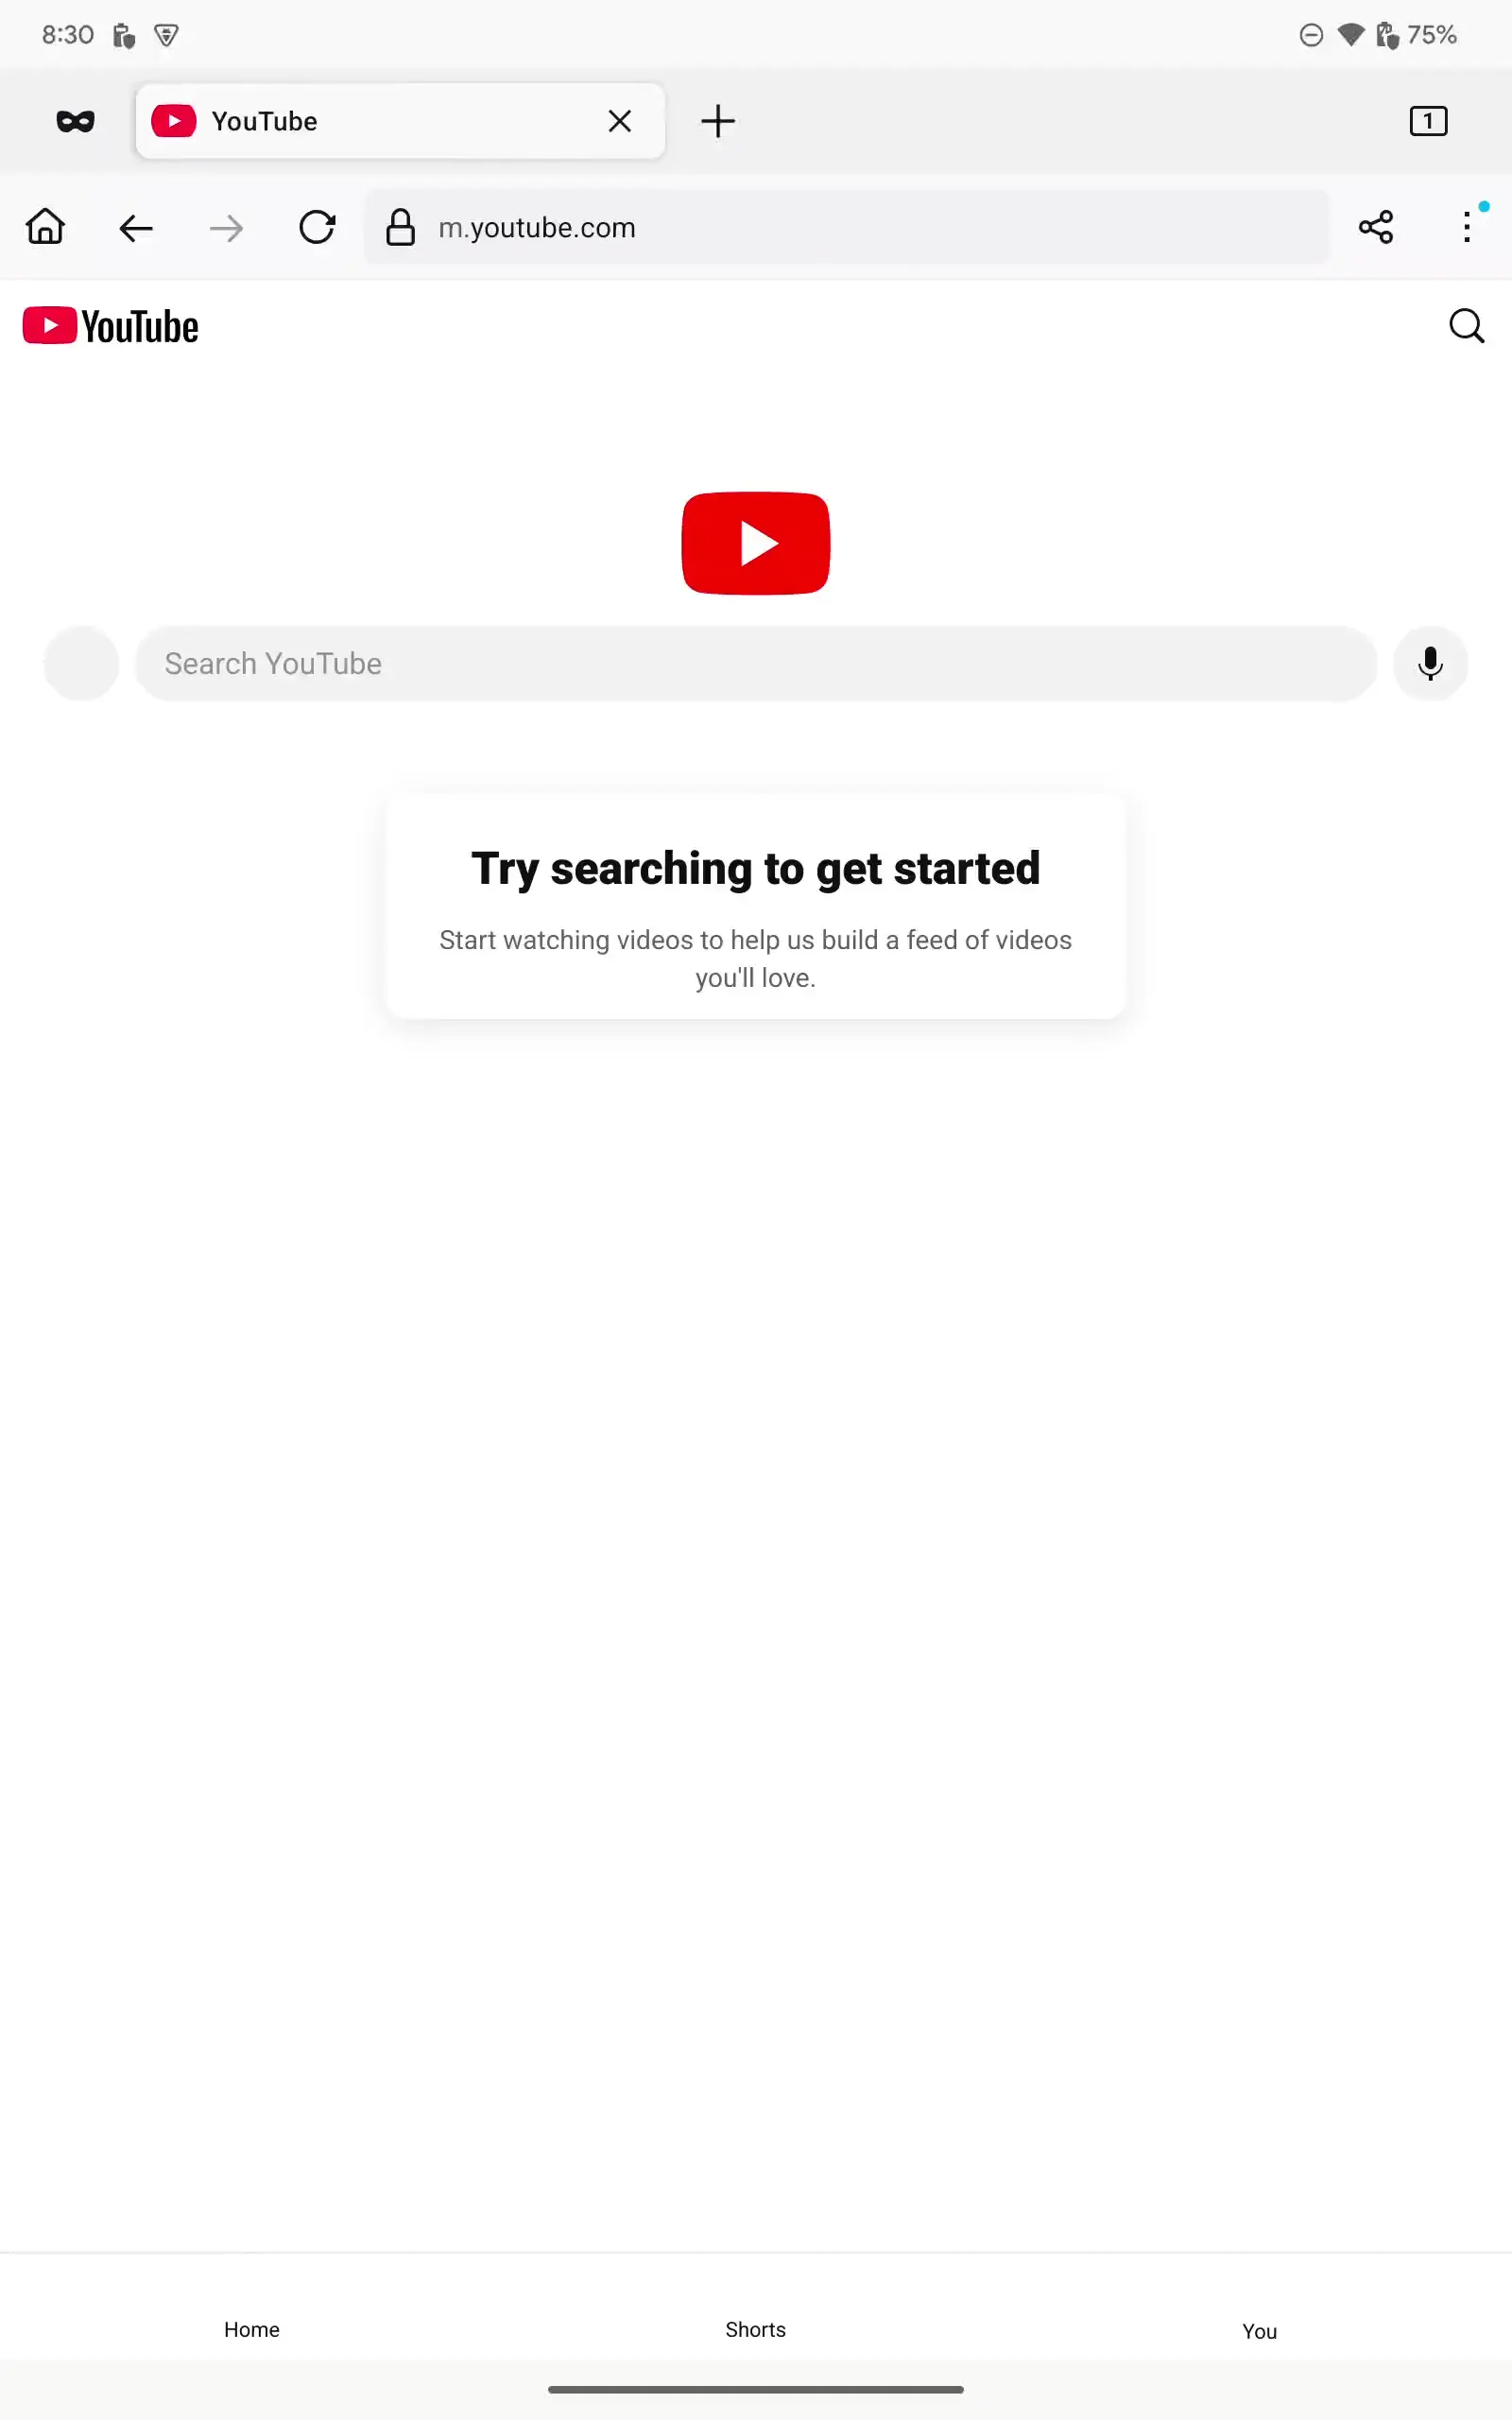 8:30
75%
YouTube
1
m.youtube.com
YouTube
Search YouTube
Try searching to get started
Start watching videos to help us build a feed of videos
you'll love.
Home
Shorts
You